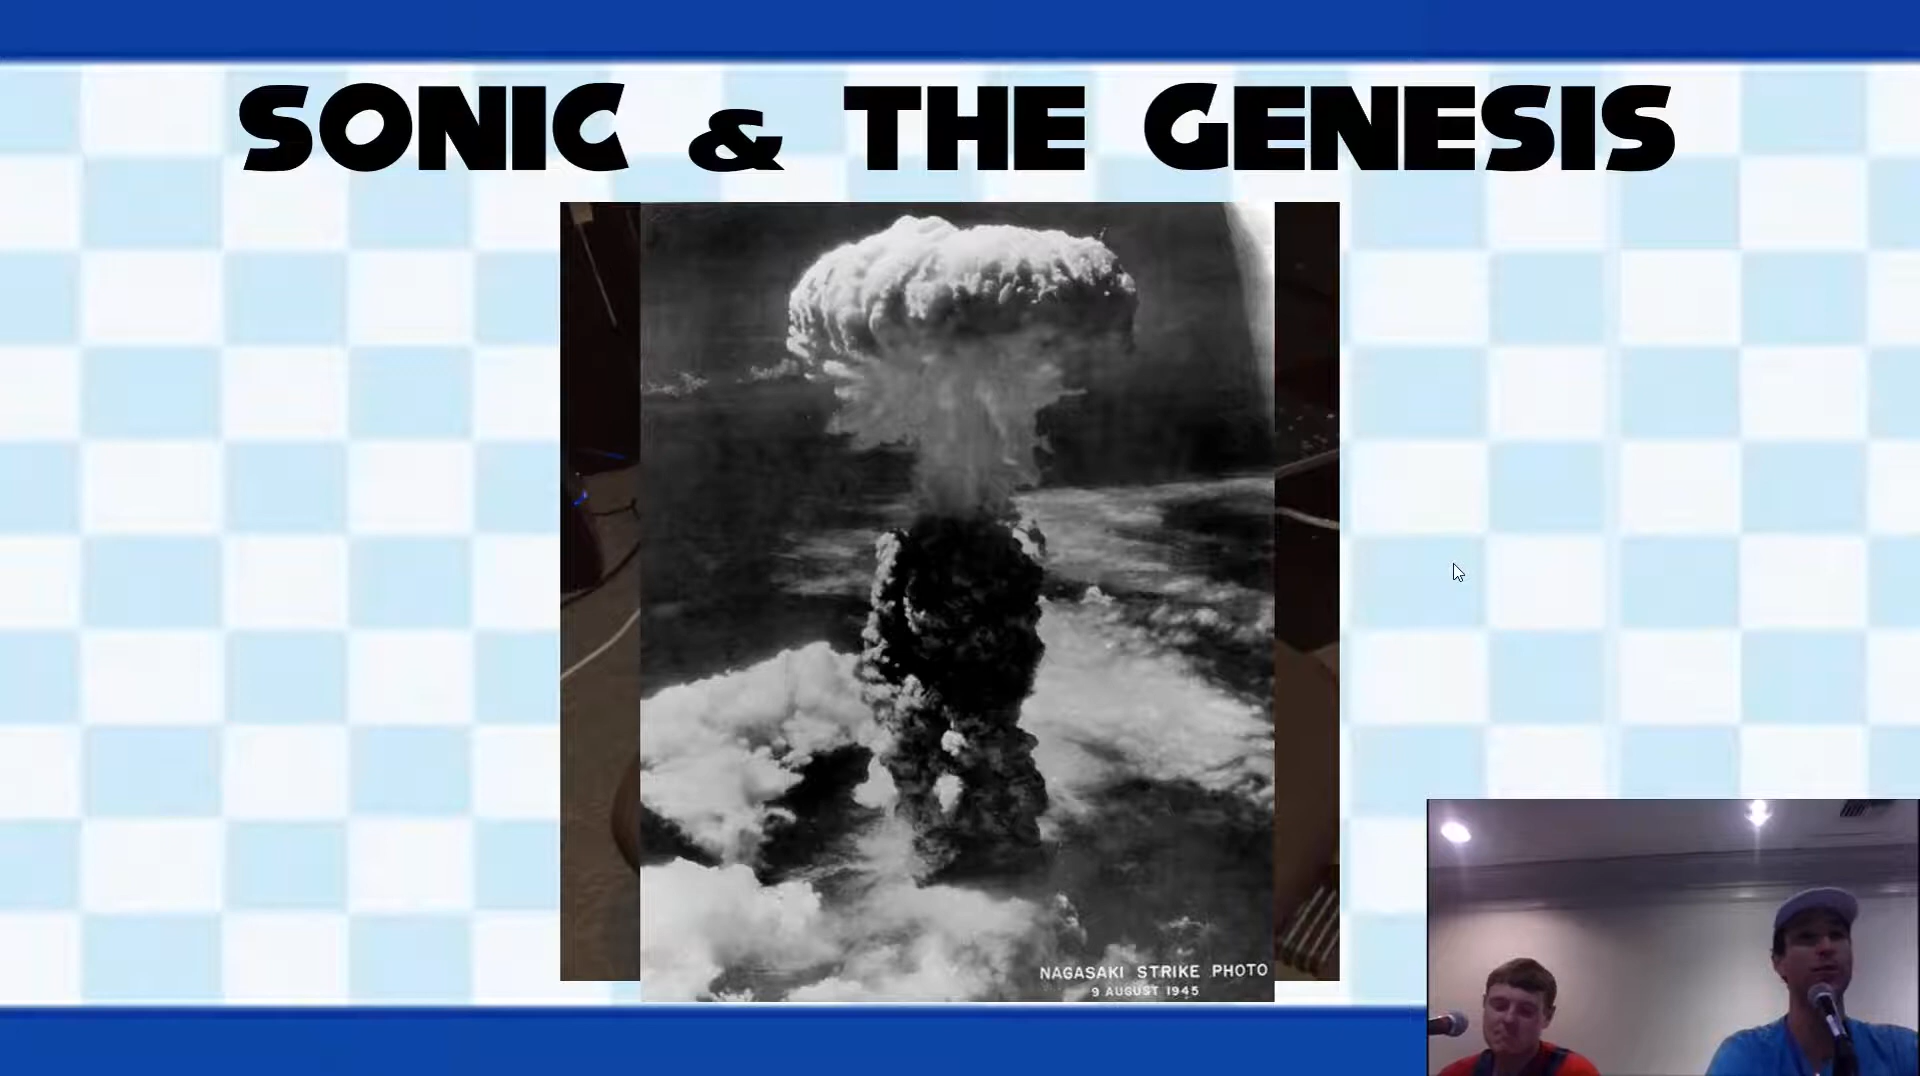 SONIC & THE GENESIS
NAGASAKI STRIKE PHOTO
9 AUGUST 1945